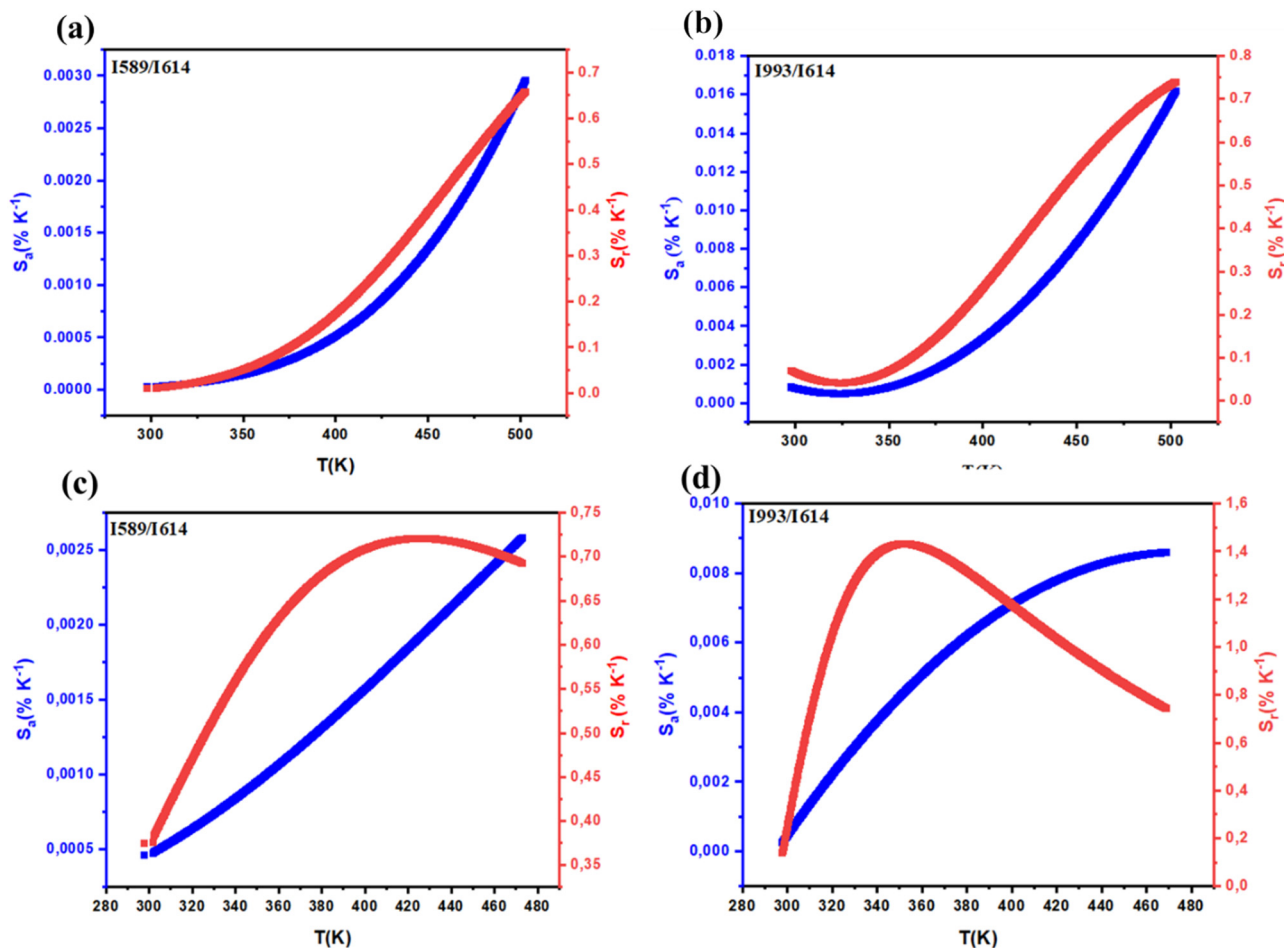 (a)
I589/I614
0.0030
0.0025
0.0020
0.0015
0.0010
0.0005
0.0000
Sₐ(% K⁻¹)
0.7
0.6
0.5
0.4
0.3
0.2
0.1
0.0
Sᵣ(% K⁻¹)
300 350 400 450 500
T(K)
(b)
I993/I614
0.018
0.016
0.014
0.012
0.010
0.008
0.006
0.004
0.002
0.000
Sₐ (% K⁻¹)
0.8
0.7
0.6
0.5
0.4
0.3
0.2
0.1
0.0
Sᵣ (% K⁻¹)
300 350 400 450 500
T(K)
(c)
I589/I614
0,0025
0,0020
0,0015
0,0010
0,0005
Sₐ(% K⁻¹)
0,75
0,70
0,65
0,60
0,55
0,50
0,45
0,40
0,35
Sᵣ (% K⁻¹)
280 300 320 340 360 380 400 420 440 460 480
T(K)
(d)
I993/I614
0,010
0,008
0,006
0,004
0,002
0,000
Sₐ(% K⁻¹)
1,6
1,4
1,2
1,0
0,8
0,6
0,4
0,2
0,0
Sᵣ(% K⁻¹)
280 300 320 340 360 380 400 420 440 460 480
T(K)